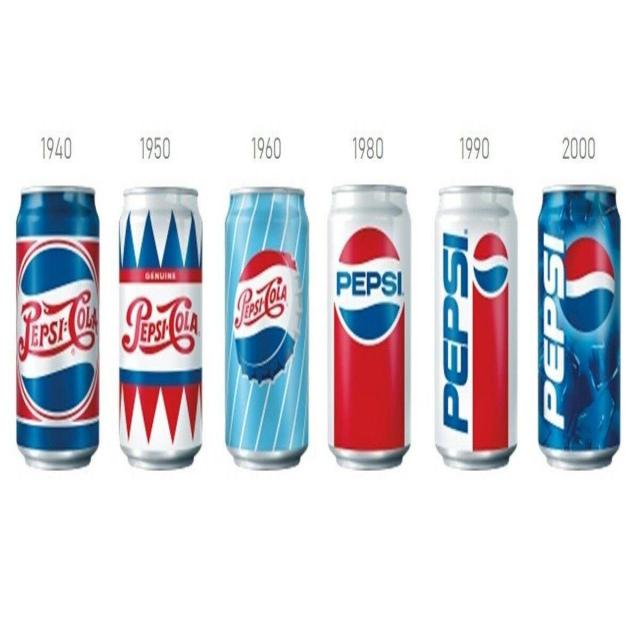 1940 1950 1960 1980 1990 2000
PEPSI:COLA
GENUINE
PEPSI:COLA
PEPSI:COLA
PEPSI
PEPSI
PEPSI